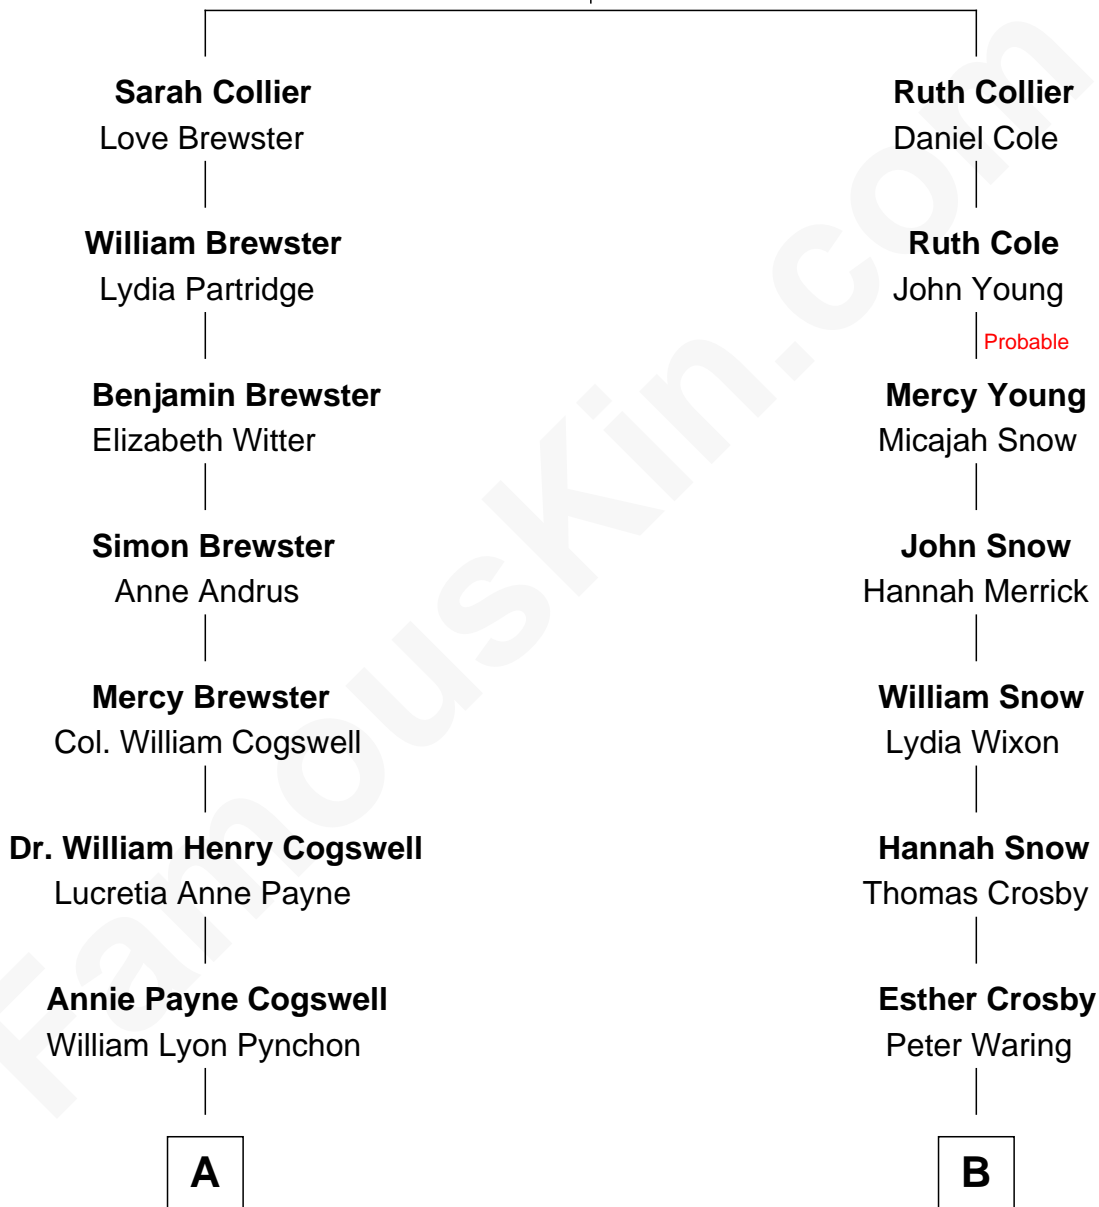 Sarah Collier
Love Brewster
William Brewster
Lydia Partridge
Benjamin Brewster
Elizabeth Witter
Simon Brewster
Anne Andrus
Mercy Brewster
Col. William Cogswell
Dr. William Henry Cogswell
Lucretia Anne Payne
Annie Payne Cogswell
William Lyon Pynchon
A
Ruth Collier
Daniel Cole
Ruth Cole
John Young
Probable
Mercy Young
Micajah Snow
John Snow
Hannah Merrick
William Snow
Lydia Wixon
Hannah Snow
Thomas Crosby
Esther Crosby
Peter Waring
B
FamousKin.com